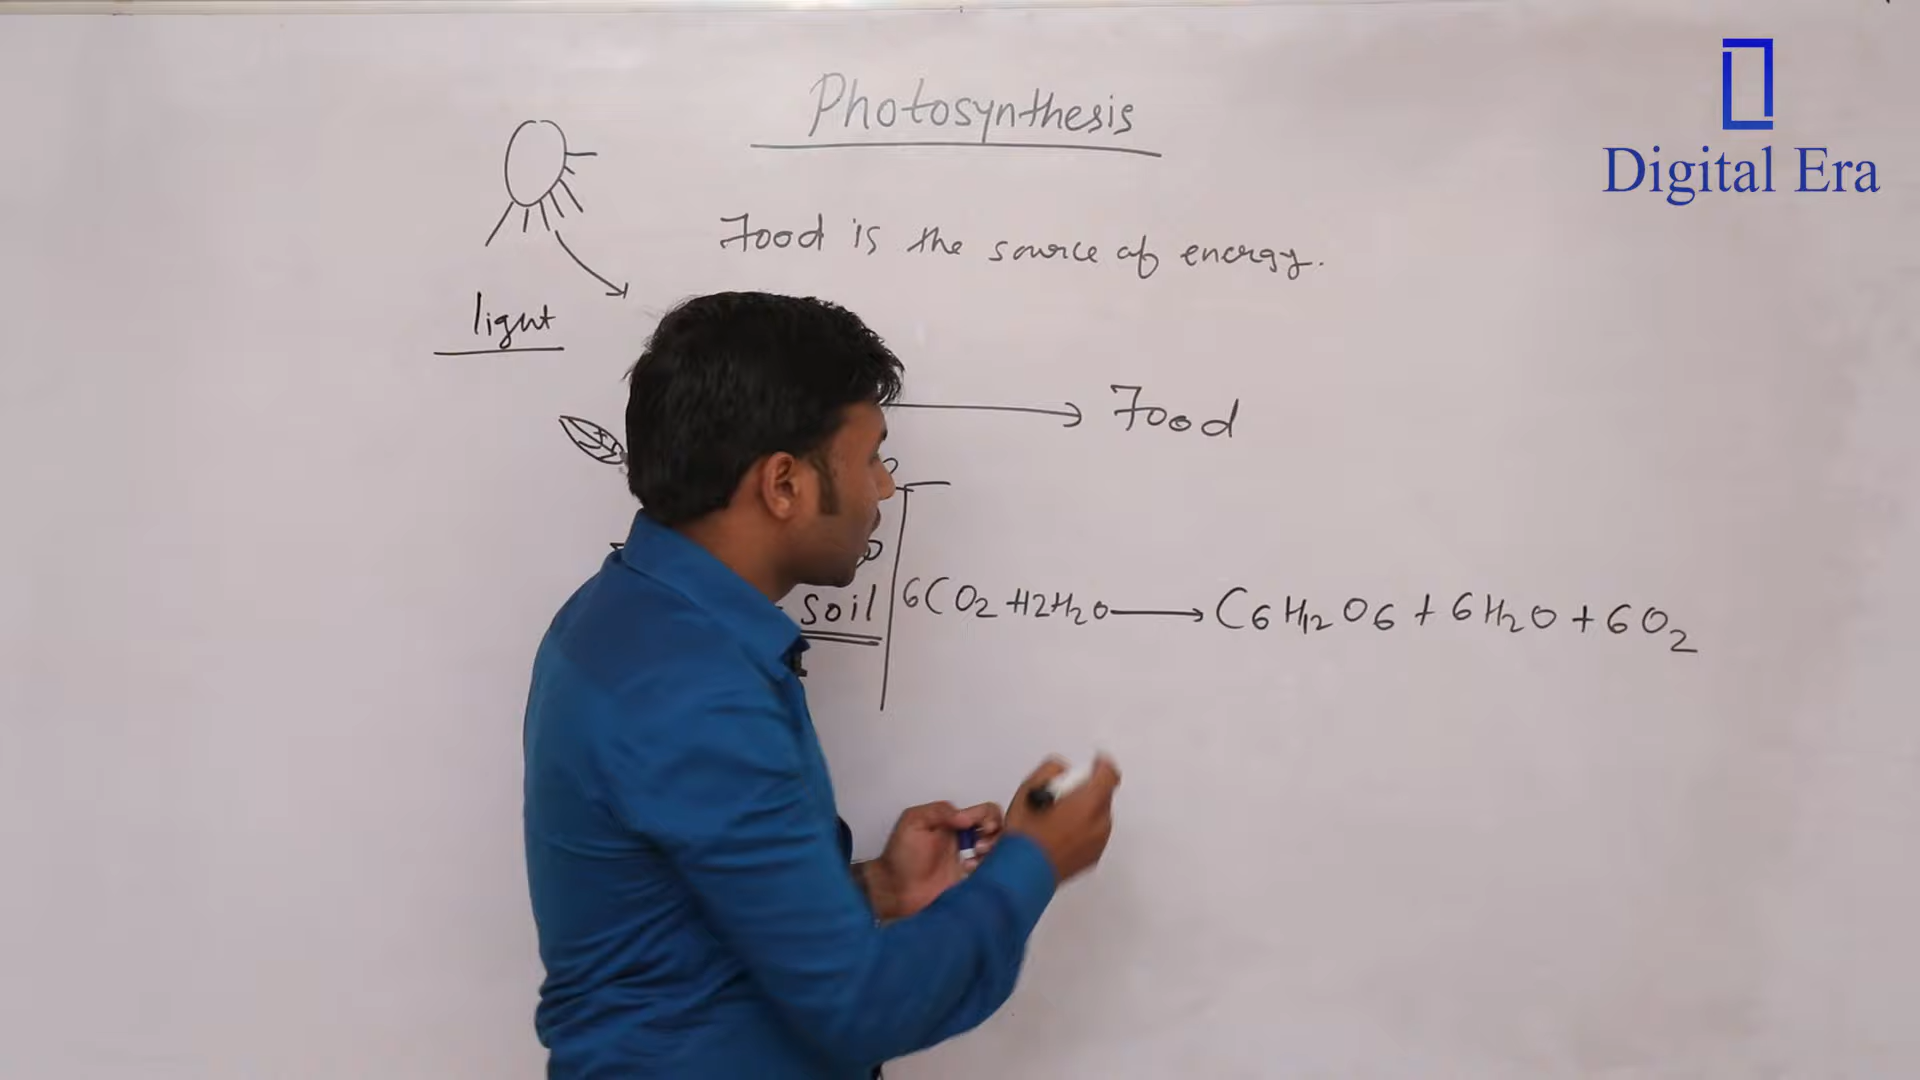 Photosynthesis
Digital Era
Food is the source of energy.
light
Food
Soil
6CO2 +12H2O → C6H12O6 + 6H2O + 6O2